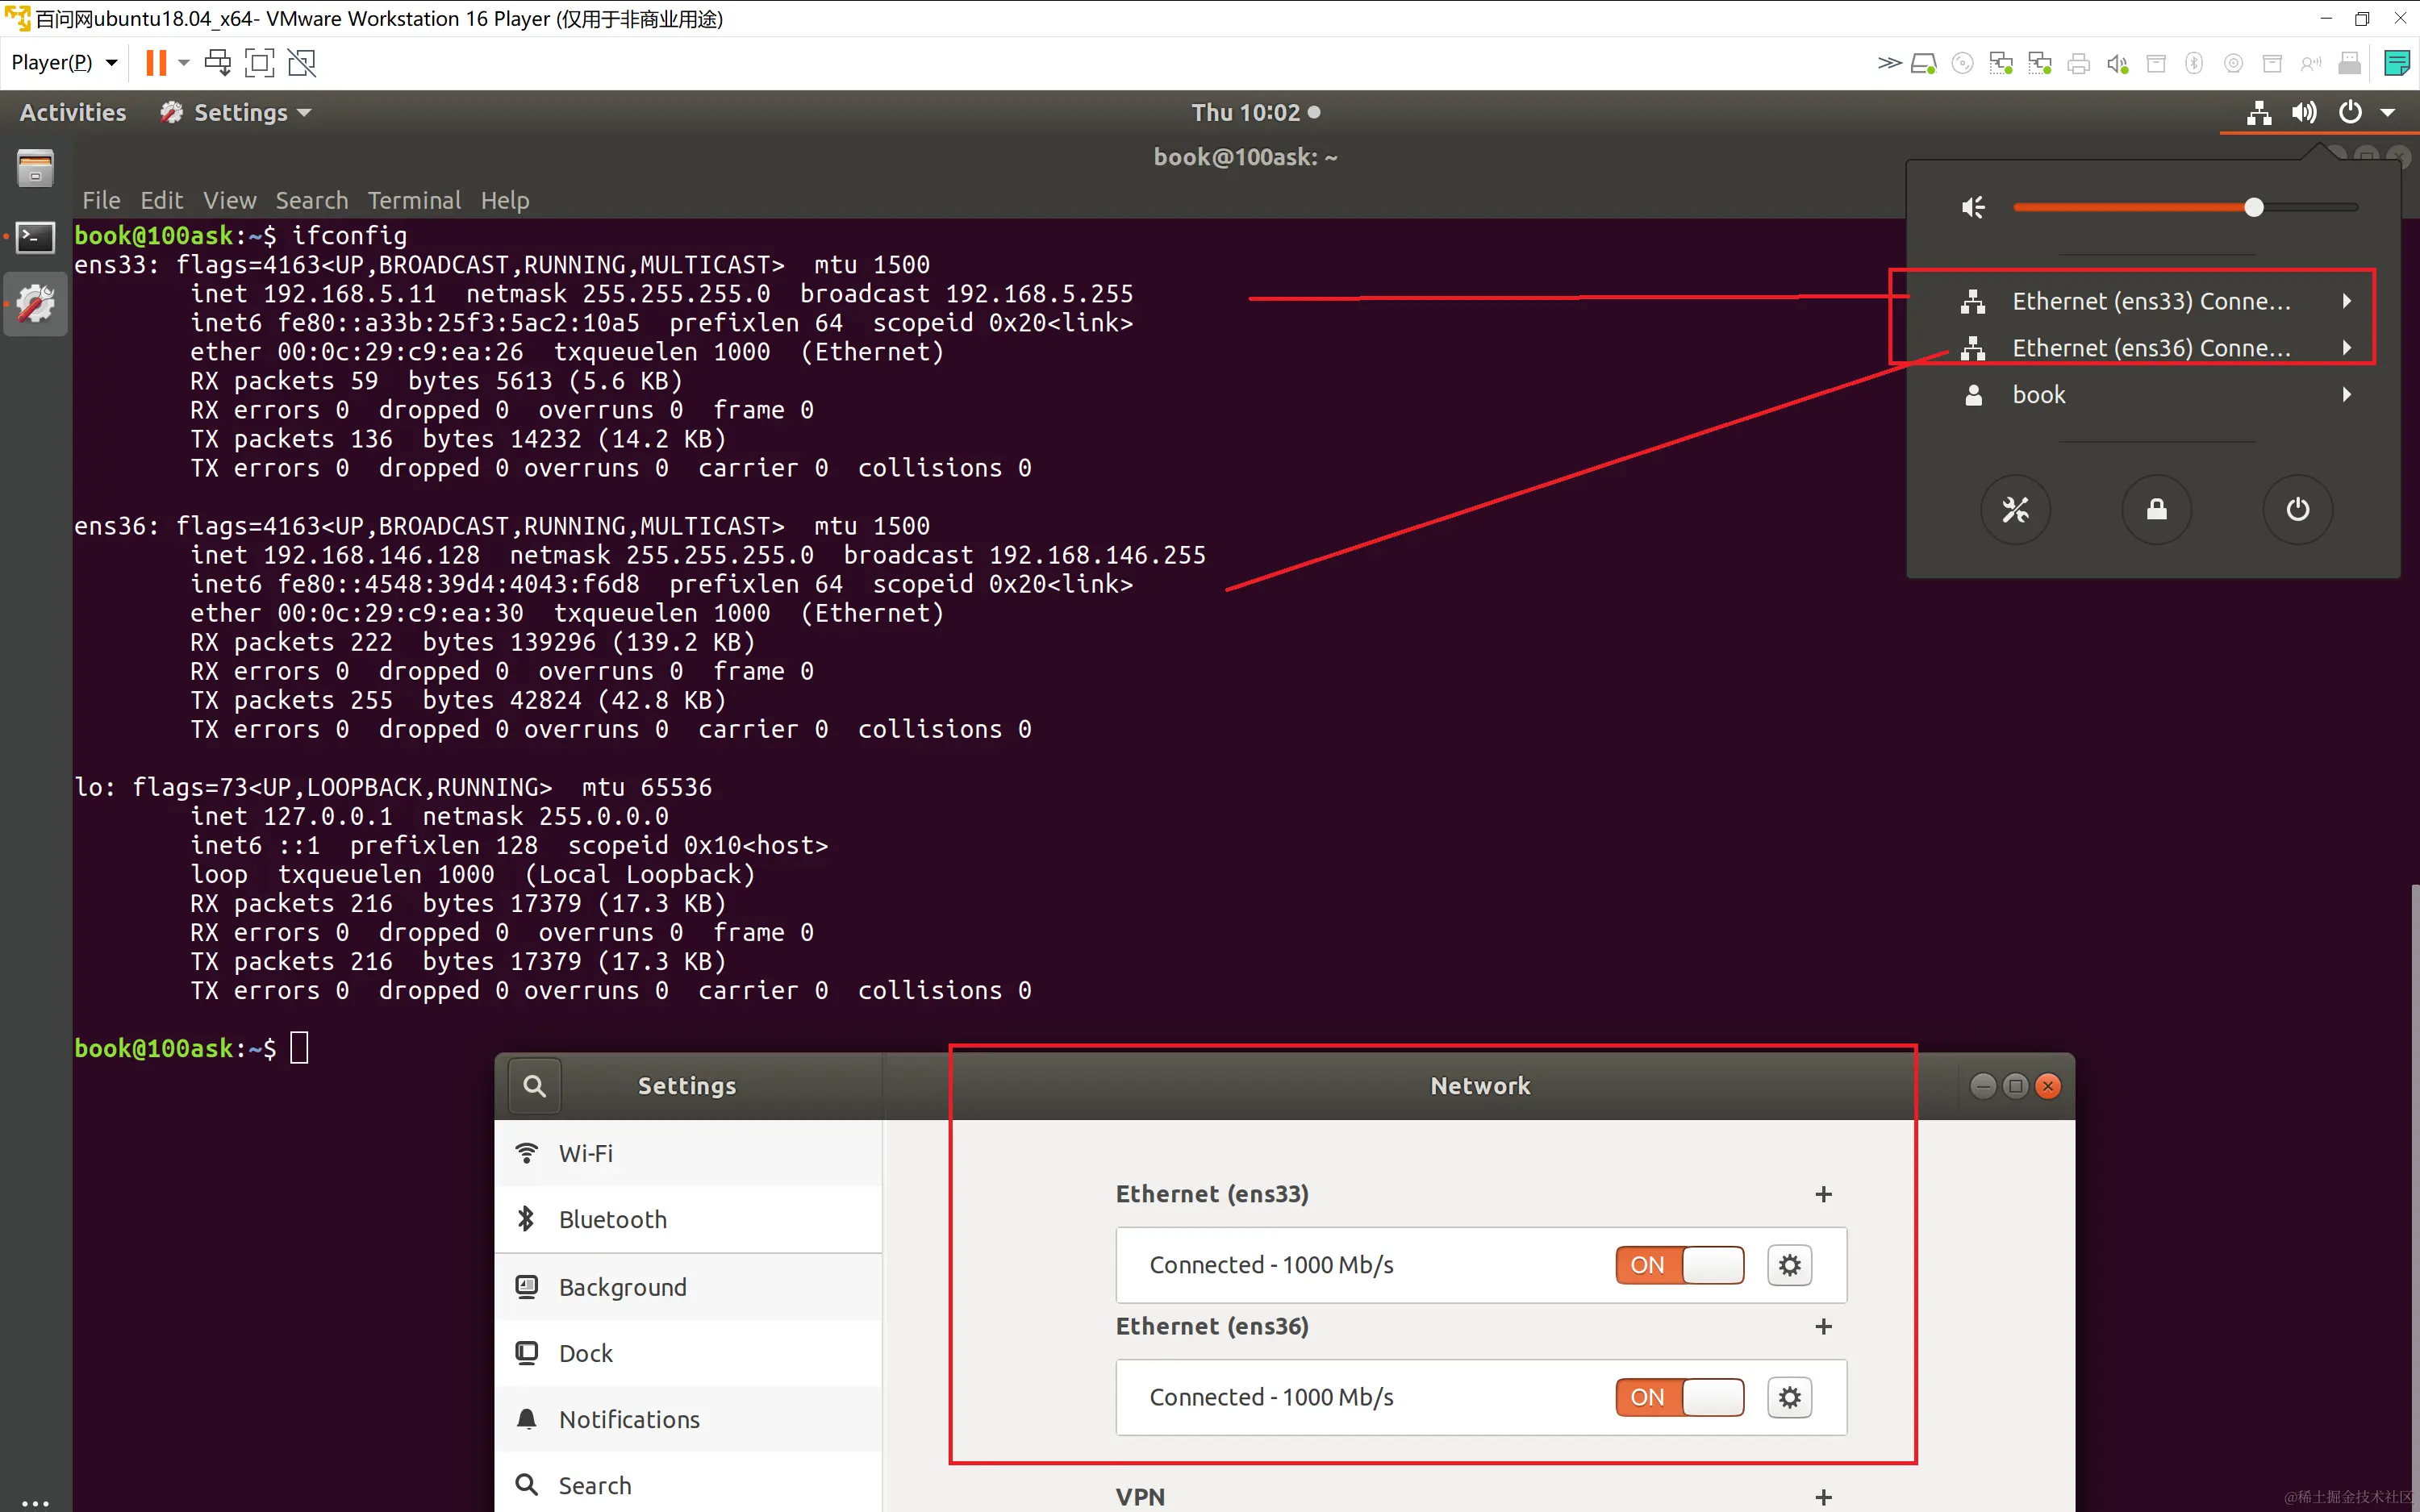 百问网ubuntu18.04_x64- VMware Workstation 16 Player (仅用于非商业用途)
Player(P)
Activities Settings Thu 10:02
book@100ask: ~
File Edit View Search Terminal Help
book@100ask:~$ ifconfig
ens33: flags=4163<UP,BROADCAST,RUNNING,MULTICAST>  mtu 1500
inet 192.168.5.11  netmask 255.255.255.0  broadcast 192.168.5.255
inet6 fe80::a33b:25f3:5ac2:10a5  prefixlen 64  scopeid 0x20<link>
ether 00:0c:29:c9:ea:26  txqueuelen 1000  (Ethernet)
RX packets 59  bytes 5613 (5.6 KB)
RX errors 0  dropped 0  overruns 0  frame 0
TX packets 136  bytes 14232 (14.2 KB)
TX errors 0  dropped 0 overruns 0  carrier 0  collisions 0
ens36: flags=4163<UP,BROADCAST,RUNNING,MULTICAST>  mtu 1500
inet 192.168.146.128  netmask 255.255.255.0  broadcast 192.168.146.255
inet6 fe80::4548:39d4:4043:f6d8  prefixlen 64  scopeid 0x20<link>
ether 00:0c:29:c9:ea:30  txqueuelen 1000  (Ethernet)
RX packets 222  bytes 139296 (139.2 KB)
RX errors 0  dropped 0  overruns 0  frame 0
TX packets 255  bytes 42824 (42.8 KB)
TX errors 0  dropped 0 overruns 0  carrier 0  collisions 0
lo: flags=73<UP,LOOPBACK,RUNNING>  mtu 65536
inet 127.0.0.1  netmask 255.0.0.0
inet6 ::1  prefixlen 128  scopeid 0x10<host>
loop  txqueuelen 1000  (Local Loopback)
RX packets 216  bytes 17379 (17.3 KB)
RX errors 0  dropped 0  overruns 0  frame 0
TX packets 216  bytes 17379 (17.3 KB)
TX errors 0  dropped 0 overruns 0  carrier 0  collisions 0
book@100ask:~$
Ethernet (ens33) Conne...
Ethernet (ens36) Conne...
book
Settings
Network
Wi-Fi
Bluetooth
Background
Dock
Notifications
Search
Ethernet (ens33) +
Connected - 1000 Mb/s ON
Ethernet (ens36) +
Connected - 1000 Mb/s ON
VPN +
@稀土掘金技术社区